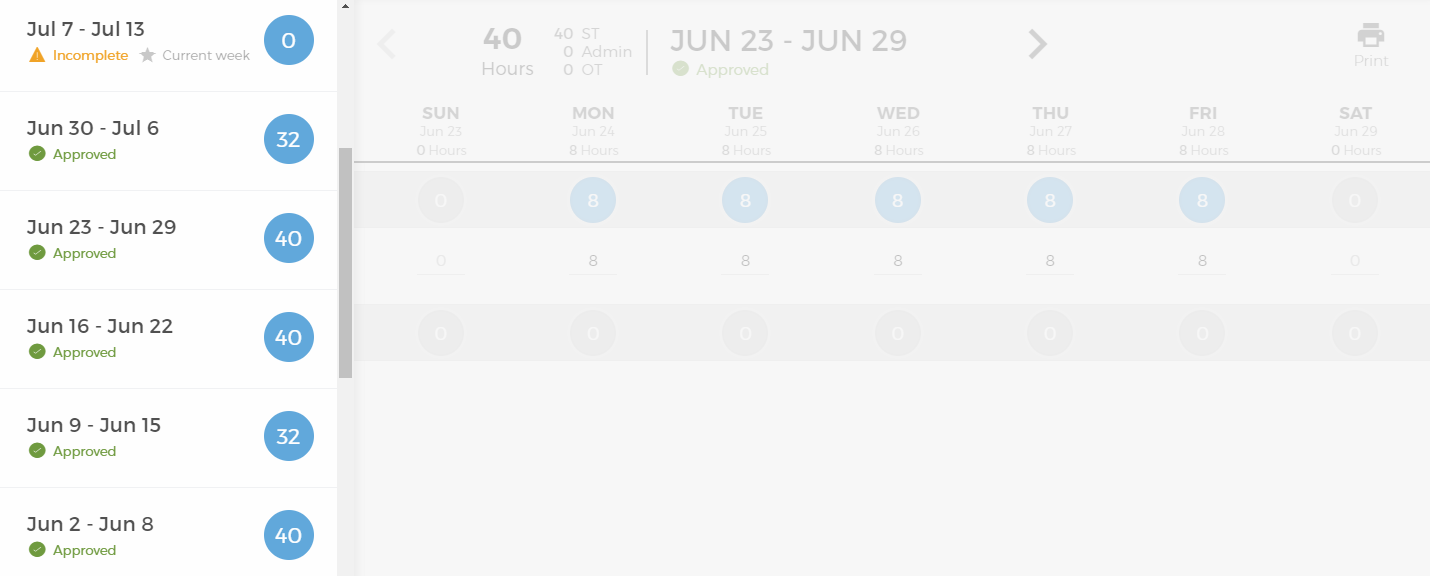 Jul 7 - Jul 13
0
Incomplete Current week
Jun 30 - Jul 6
32
Approved
Jun 23 - Jun 29
40
Approved
Jun 16 - Jun 22
40
Approved
Jun 9 - Jun 15
32
Approved
Jun 2 - Jun 8
40
Approved
40
Hours
40 ST
0 Admin
0 OT
JUN 23 - JUN 29
Approved
Print
SUN MON TUE WED THU FRI SAT
Jun 23 Jun 24 Jun 25 Jun 26 Jun 27 Jun 28 Jun 29
0 Hours 8 Hours 8 Hours 8 Hours 8 Hours 8 Hours 0 Hours
0 8 8 8 8 8 0
0 8 8 8 8 8 0
0 0 0 0 0 0 0